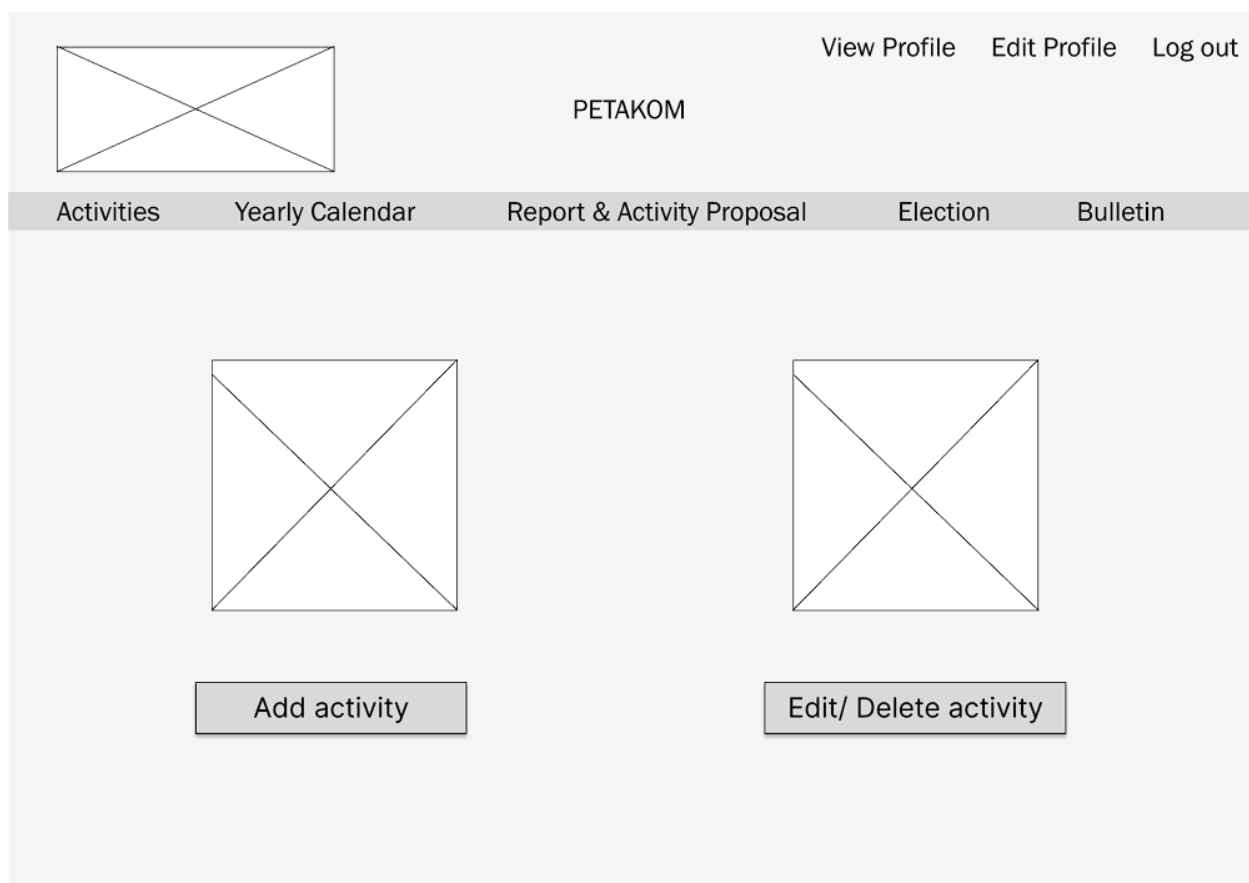 View Profile Edit Profile Log out
PETAKOM
Activities Yearly Calendar Report & Activity Proposal Election Bulletin
Add activity Edit/ Delete activity